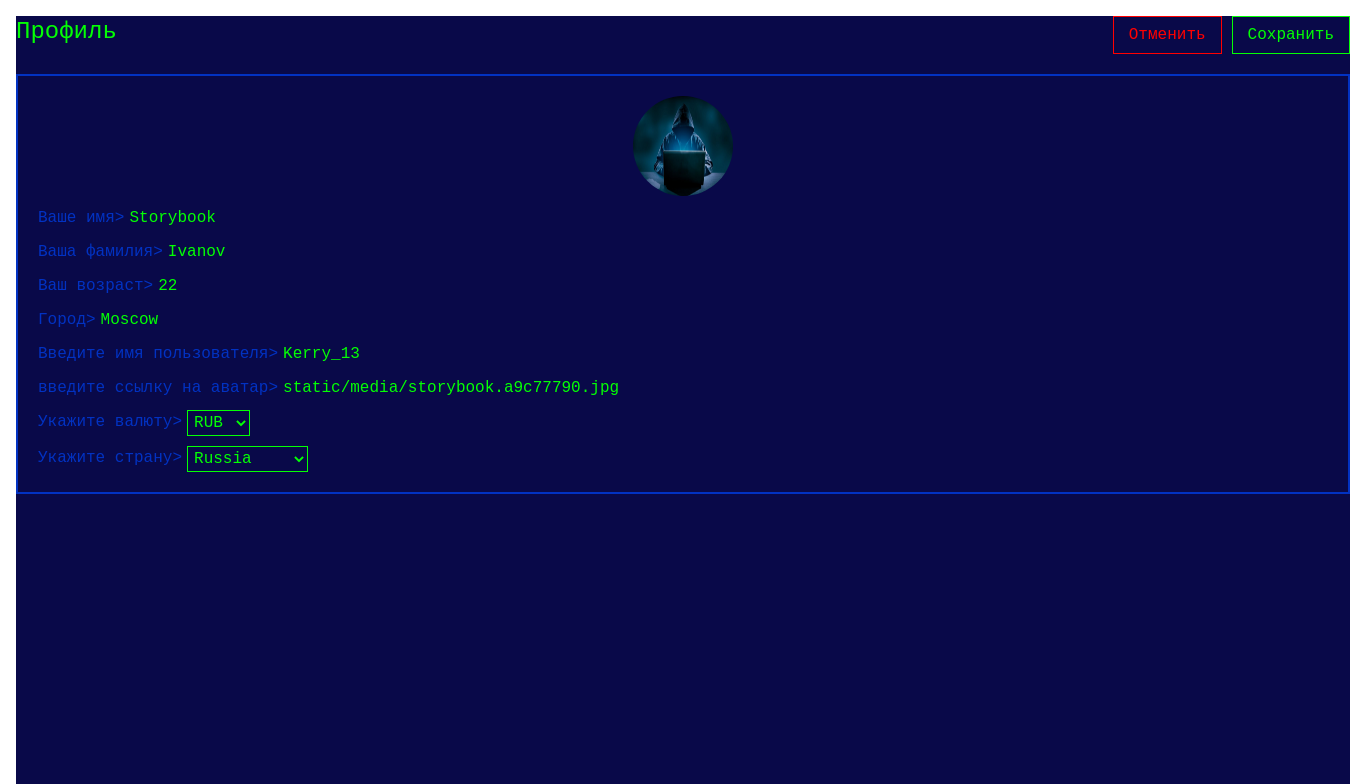 Профиль
Отменить
Сохранить
Ваше имя> Storybook
Ваша фамилия> Ivanov
Ваш возраст> 22
Город> Moscow
Введите имя пользователя> Kerry_13
введите ссылку на аватар> static/media/storybook.a9c77790.jpg
Укажите валюту> RUB
Укажите страну> Russia